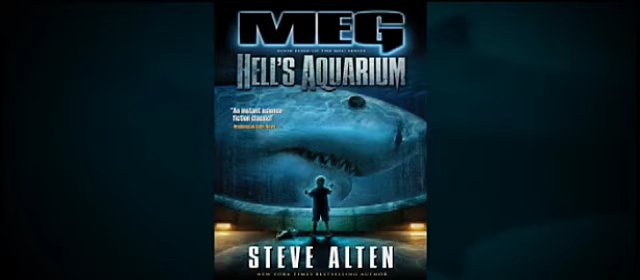 MEG
HELL'S AQUARIUM
"An instant science
fiction classic!"
STEVE ALTEN
NEW YORK TIMES BESTSELLING AUTHOR